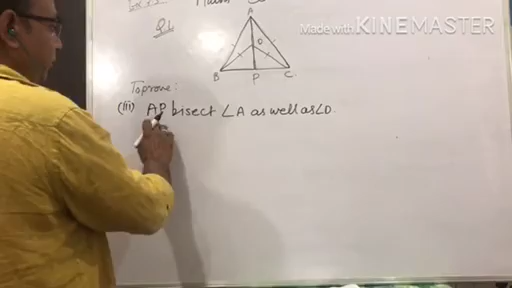 Made with KINEMASTER
A
D
B
P
C
To prove:
(iii) AP bisect ∠A as well as ∠D.